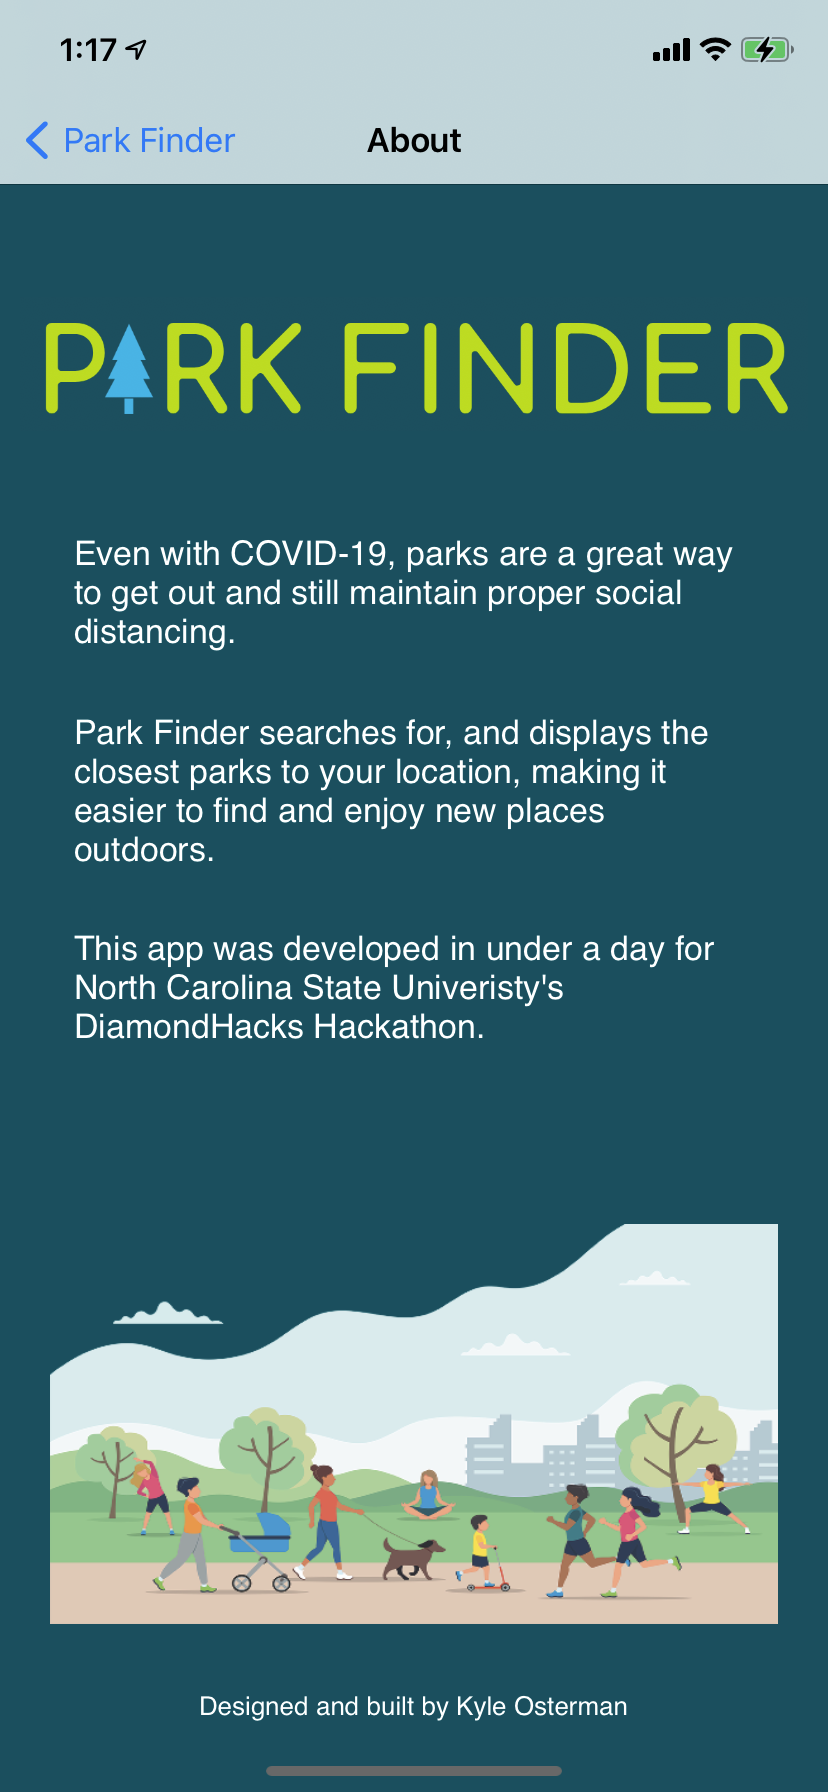 1:17
Park Finder
About
PARK FINDER
Even with COVID-19, parks are a great way
to get out and still maintain proper social
distancing.
Park Finder searches for, and displays the
closest parks to your location, making it
easier to find and enjoy new places
outdoors.
This app was developed in under a day for
North Carolina State Univeristy's
DiamondHacks Hackathon.
Designed and built by Kyle Osterman